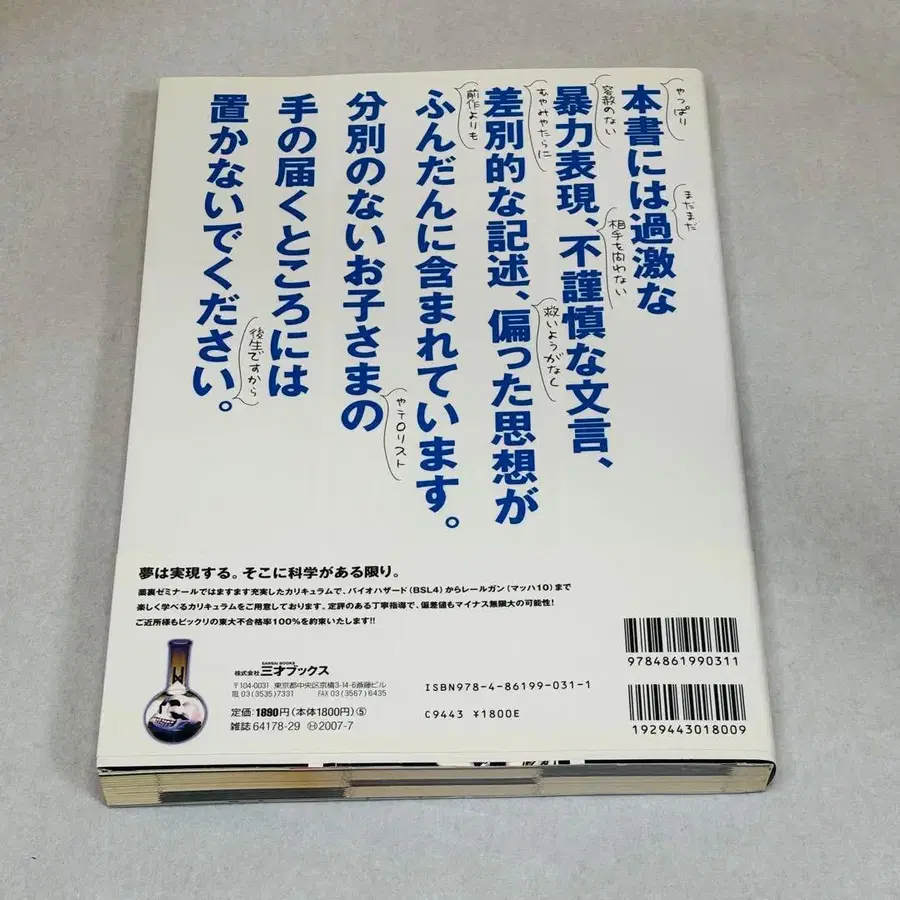 やっぱり
まだまだ
本書には過激な
容赦のない
相手を問わない
暴力表現、不謹慎な文言、
むやみやたらに
救いようがなく
差別的な記述、偏った思想が
前作よりも
ふんだんに含まれています。
やテ○リスト
分別のないお子さまの
手の届くところには
後生ですから
置かないでください。
夢は実現する。そこに科学がある限り。
薬裏ゼミナールではますます充実したカリキュラムで、バイオハザード(BSL4)からレールガン(マッハ10)まで
楽しく学べるカリキュラムをご用意しております。定評のある丁寧指導で、偏差値もマイナス無限大の可能性!
ご近所様もビックリの東大不合格率100%を約束いたします!!
SANSAI BOOKS
株式会社 三才ブックス
〒104-0031 東京都中央区京橋3-14-6斎藤ビル
TEL 03(3535)7331 FAX 03(3567)6435
定価:1890円(本体1800円)⑤
雑誌 64178-29 Ⓗ2007-7
ISBN978-4-86199-031-1
C9443 ¥1800E
9784861990311
1929443018009